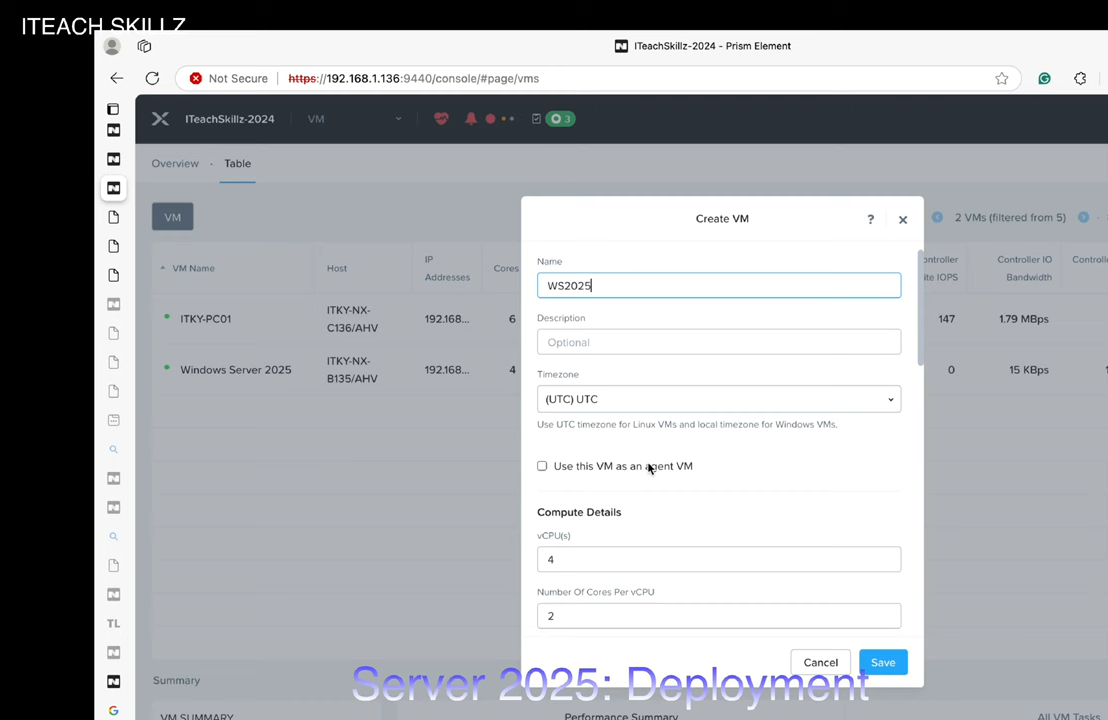 ITEACH SKILLZ
ITeachSkillz-2024 - Prism Element
Not Secure https://192.168.1.136:9440/console/#page/vms
ITeachSkillz-2024 VM 3
Overview · Table
VM
Create VM ?
2 VMs (filtered from 5)
VM Name Host IP Addresses Cores
Controller IO Bandwidth
Name
WS2025
ITKY-PC01 ITKY-NX-C136/AHV 192.168... 6 147 1.79 MBps
Description
Optional
Windows Server 2025 ITKY-NX-B135/AHV 192.168... 4 0 15 KBps
Timezone
(UTC) UTC
Use UTC timezone for Linux VMs and local timezone for Windows VMs.
Use this VM as an agent VM
Compute Details
vCPU(s)
4
Number Of Cores Per vCPU
2
TL
Cancel Save
Summary
Server 2025: Deployment
VM SUMMARY Performance Summary All VM Tasks